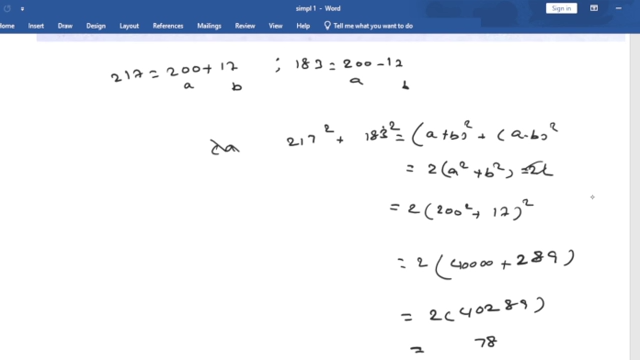 simpl 1 - Word
Sign in
Home Insert Draw Design Layout References Mailings Review View Help Tell me what you want to do
217 = 200 + 17 ; 183 = 200 - 17
a b a b
217² + 183² = (a+b)² + (a-b)²
= 2(a² + b²)
= 2(200² + 17)²
= 2(40000 + 289)
= 2(40289)
= 78